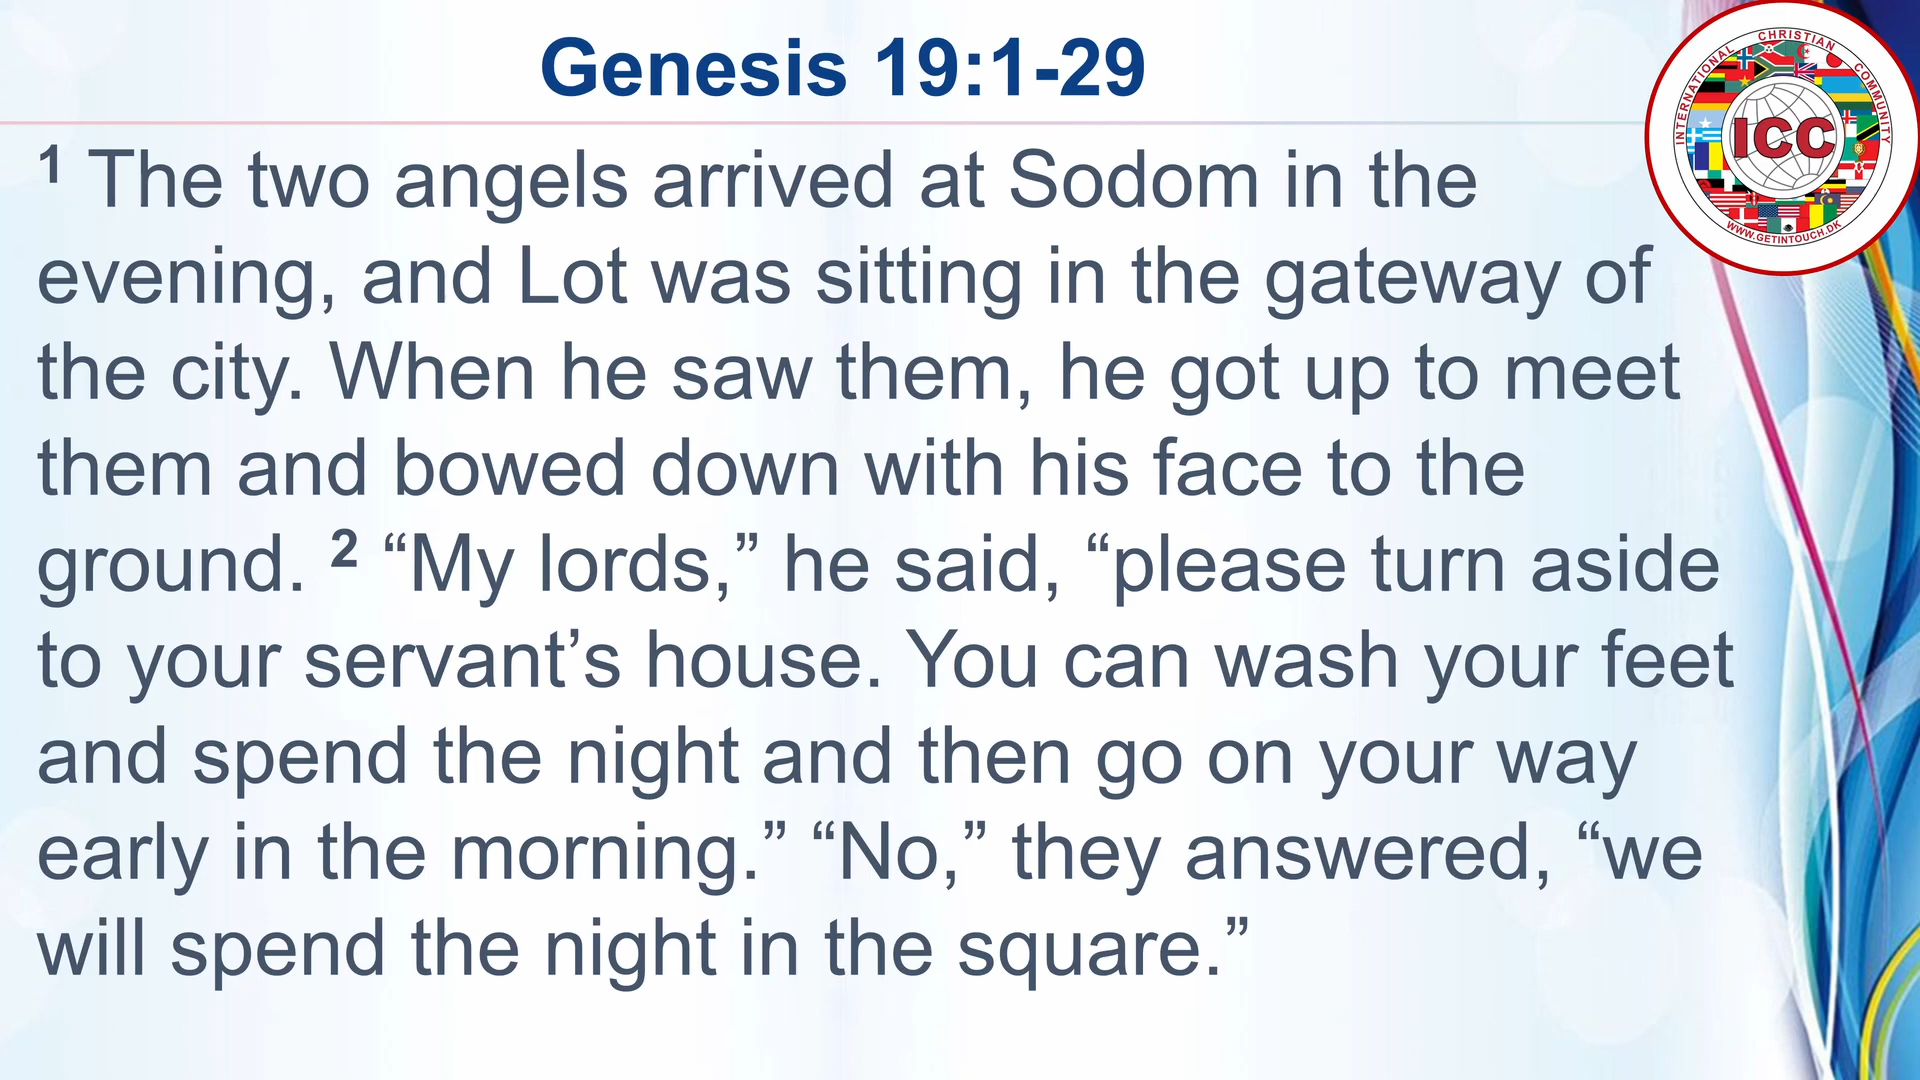 Genesis 19:1-29
INTERNATIONAL CHRISTIAN COMMUNITY
ICC
WWW.GETINTOUCH.DK
1 The two angels arrived at Sodom in the
evening, and Lot was sitting in the gateway of
the city. When he saw them, he got up to meet
them and bowed down with his face to the
ground. 2 “My lords,” he said, “please turn aside
to your servant’s house. You can wash your feet
and spend the night and then go on your way
early in the morning.” “No,” they answered, “we
will spend the night in the square.”